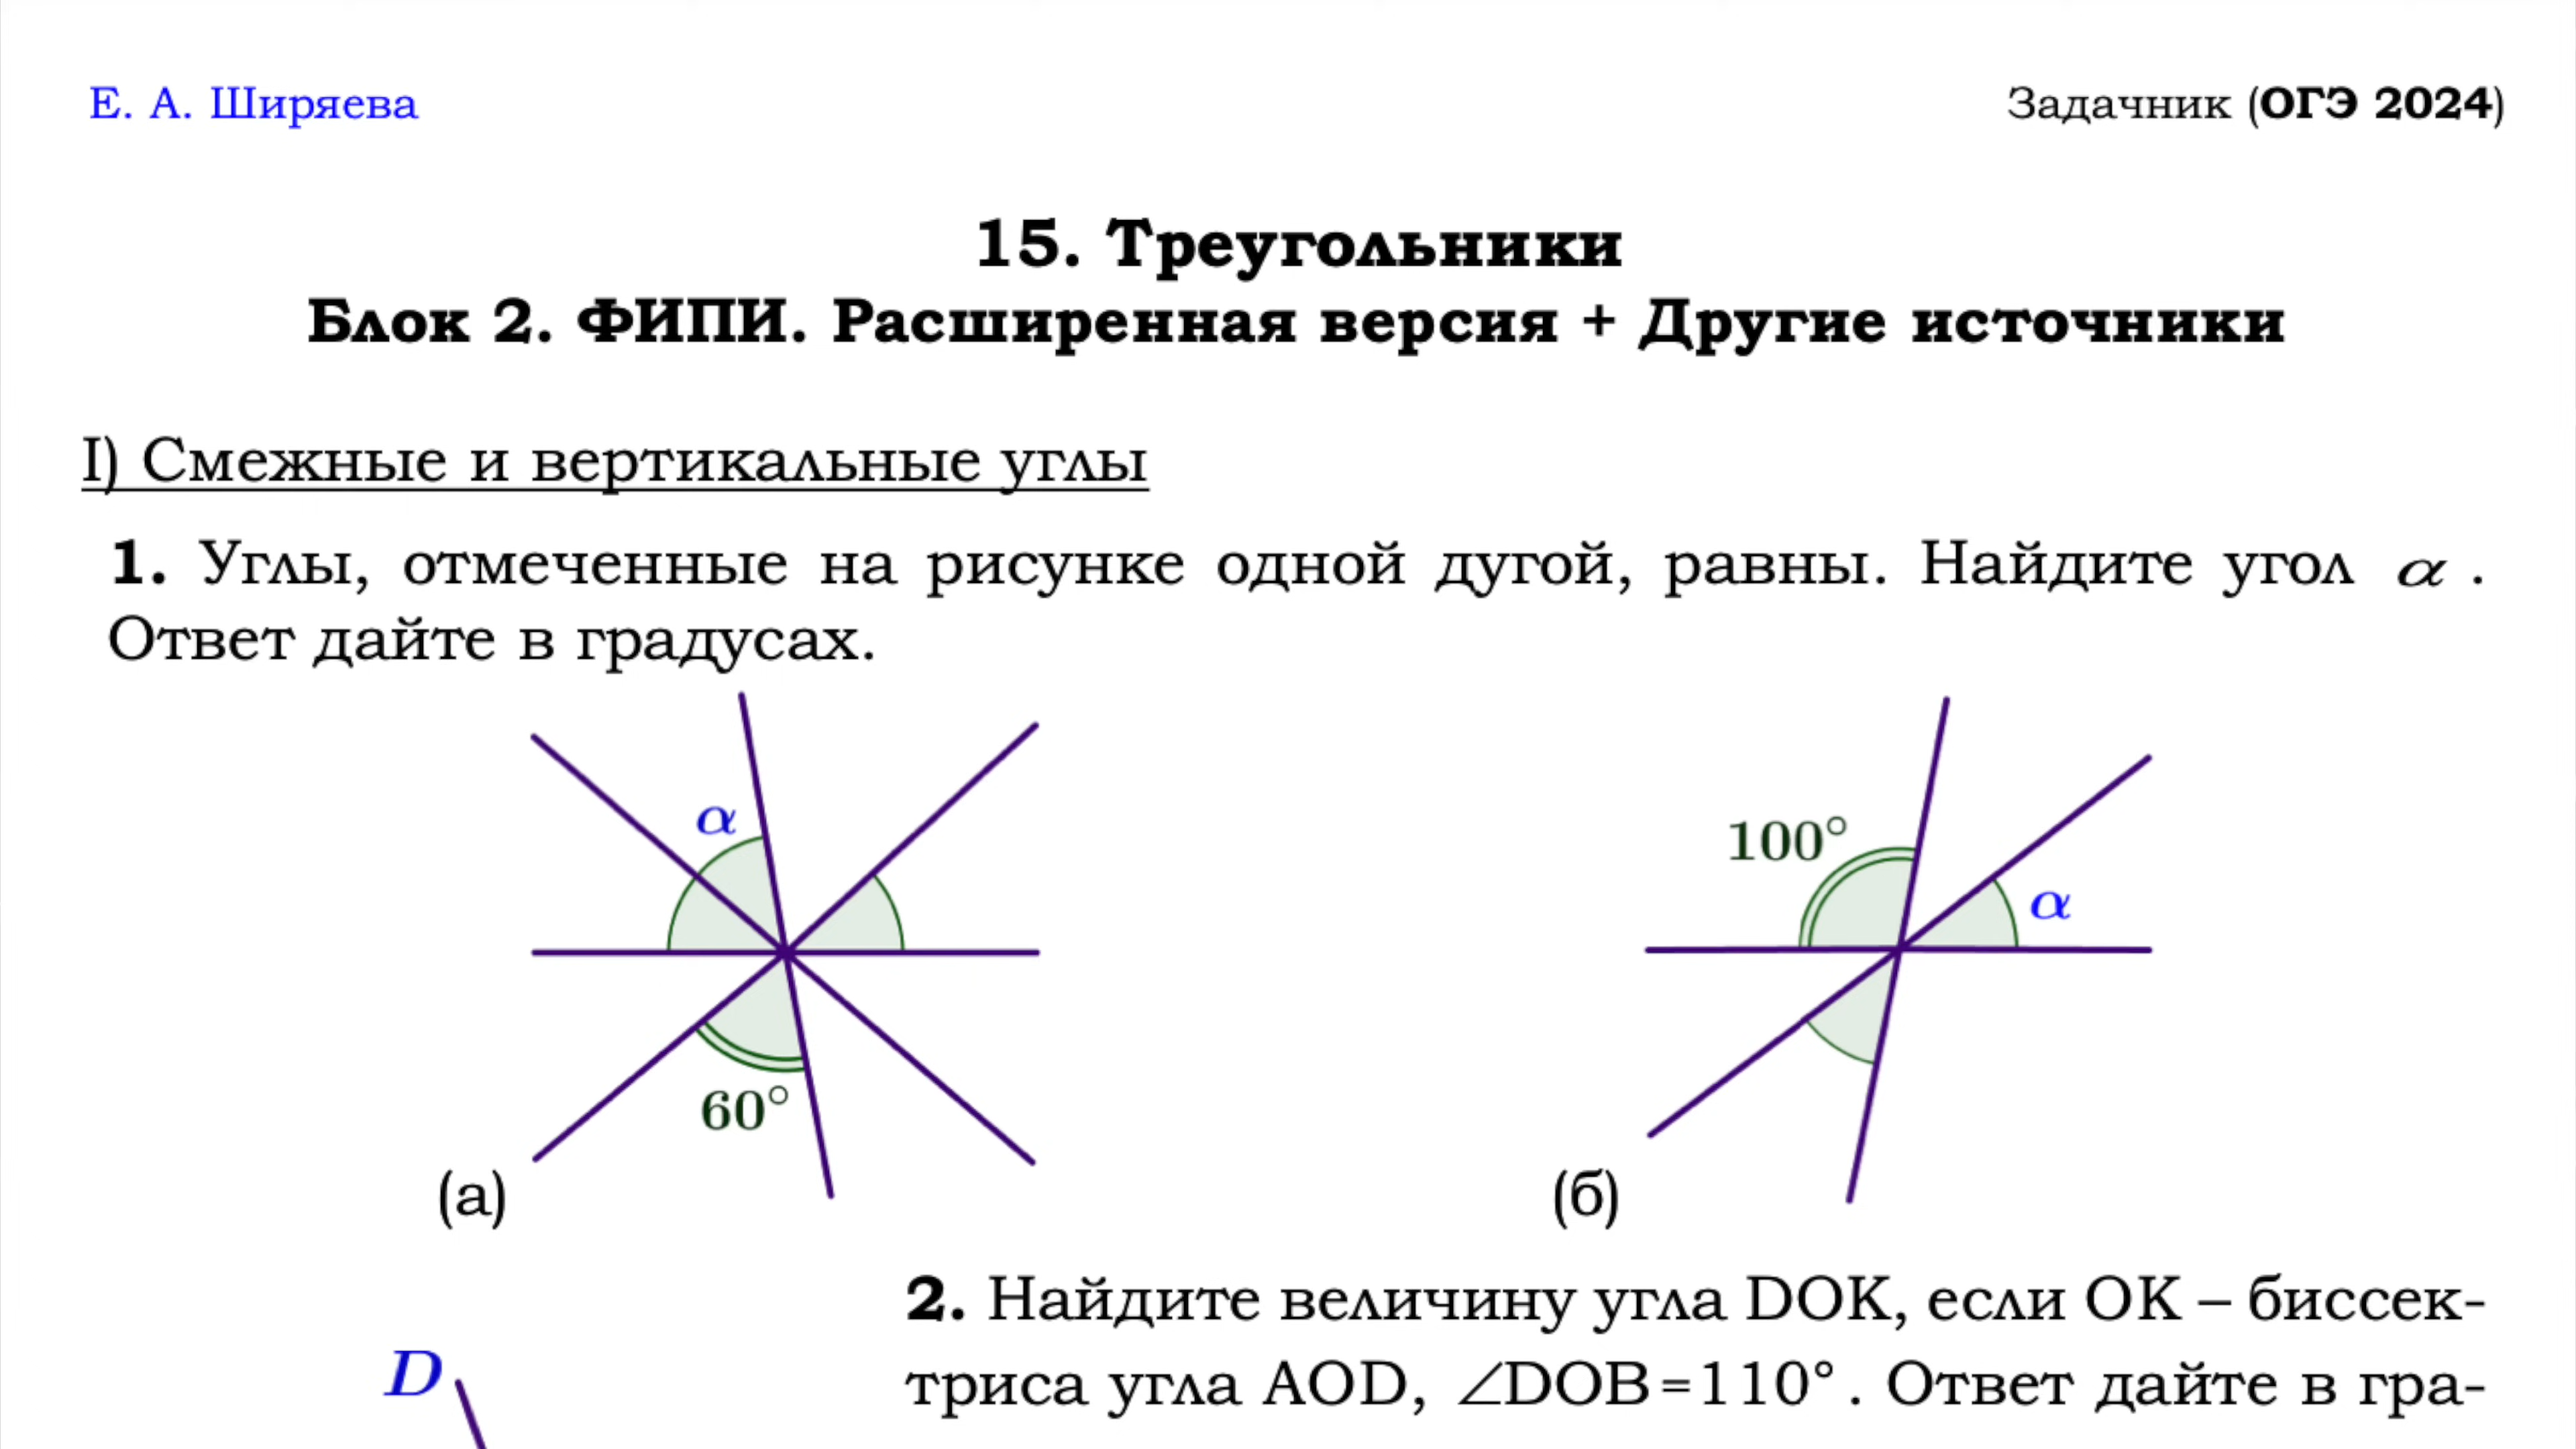 Е. А. Ширяева
Задачник (ОГЭ 2024)
15. Треугольники
Блок 2. ФИПИ. Расширенная версия + Другие источники
I) Смежные и вертикальные углы
1. Углы, отмеченные на рисунке одной дугой, равны. Найдите угол α .
Ответ дайте в градусах.
α
60°
(а)
100°
α
(б)
2. Найдите величину угла DOK, если OK – биссек-
триса угла AOD, ∠DOB=110° . Ответ дайте в гра-
D